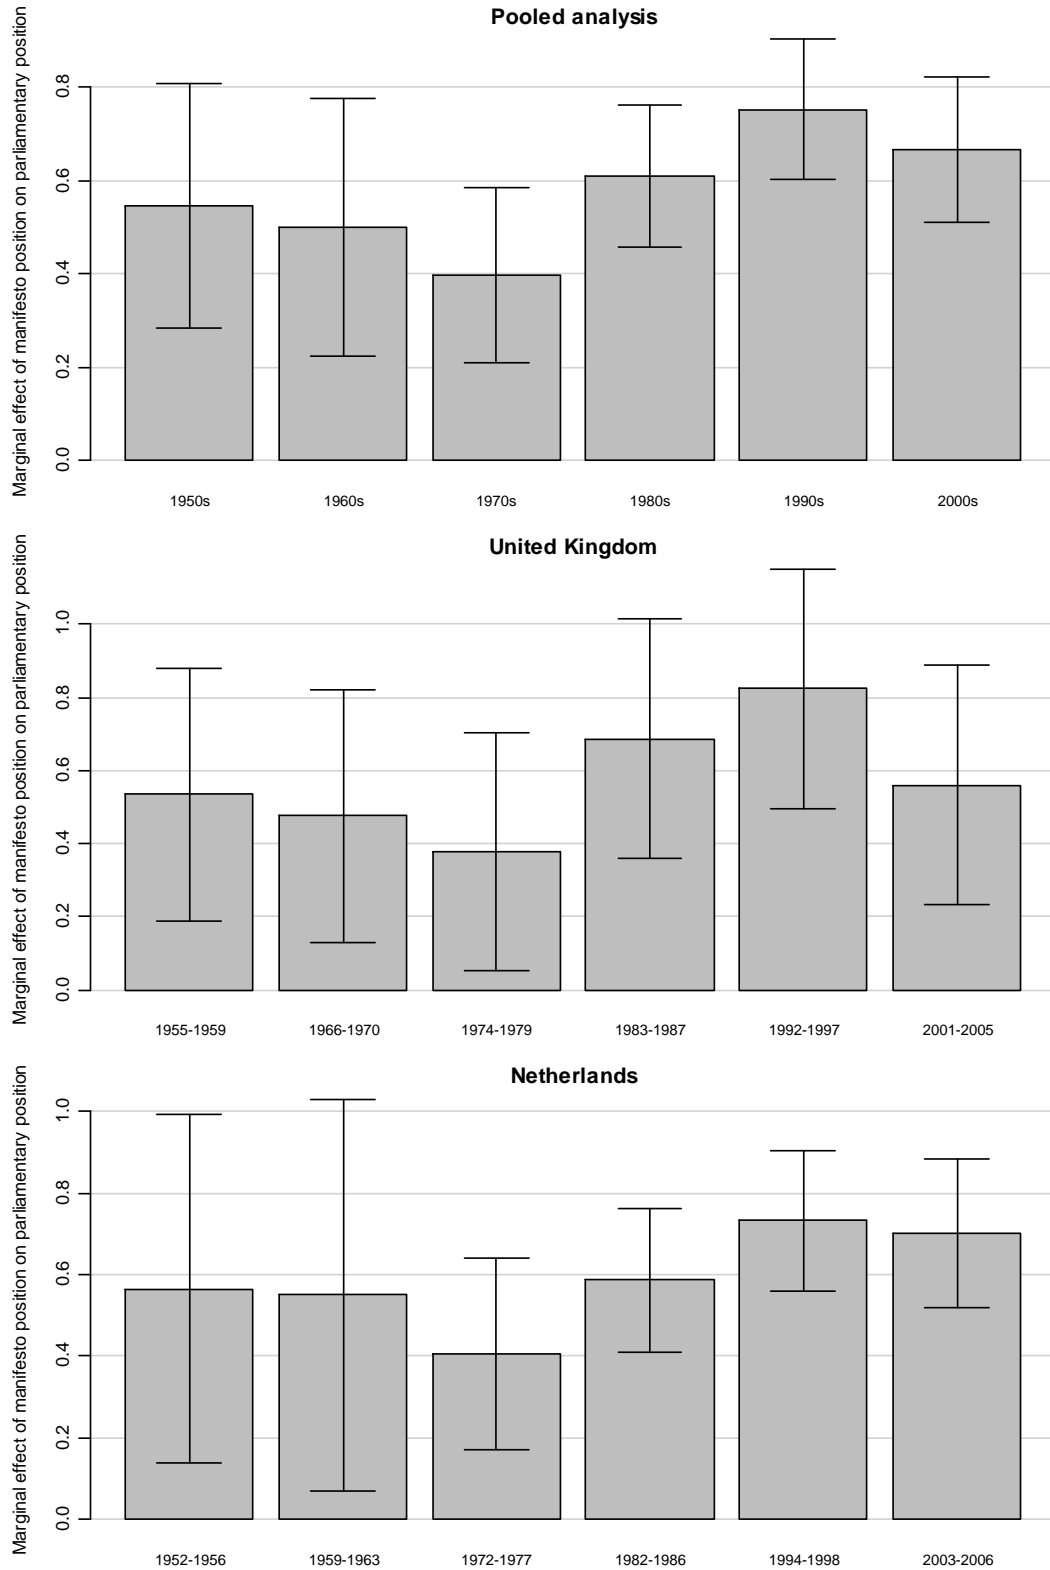 Pooled analysis
Marginal effect of manifesto position on parliamentary position
0.8
0.6
0.4
0.2
0.0
1950s 1960s 1970s 1980s 1990s 2000s
United Kingdom
Marginal effect of manifesto position on parliamentary position
1.0
0.8
0.6
0.4
0.2
0.0
1955-1959 1966-1970 1974-1979 1983-1987 1992-1997 2001-2005
Netherlands
Marginal effect of manifesto position on parliamentary position
1.0
0.8
0.6
0.4
0.2
0.0
1952-1956 1959-1963 1972-1977 1982-1986 1994-1998 2003-2006